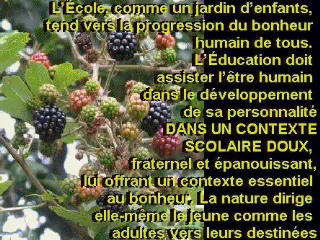 L'École, comme un jardin d'enfants,
tend vers la progression du bonheur
humain de tous.
L'Éducation doit
assister l'être humain
dans le développement
de sa personnalité
DANS UN CONTEXTE
SCOLAIRE DOUX,
fraternel et épanouissant,
lui offrant un contexte essentiel
au bonheur. La nature dirige
elle-même le jeune comme les
adultes vers leurs destinées